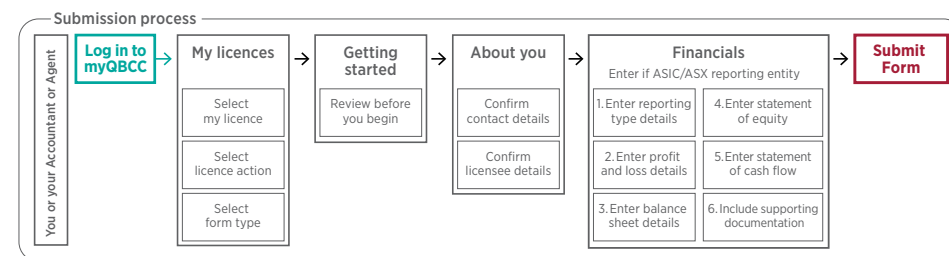 Submission process
You or your Accountant or Agent
Log in to
myQBCC
My licences
Select
my licence
Select
licence action
Select
form type
Getting
started
Review before
you begin
About you
Confirm
contact details
Confirm
licensee details
Financials
Enter if ASIC/ASX reporting entity
1. Enter reporting
type details
2. Enter profit
and loss details
3. Enter balance
sheet details
4. Enter statement
of equity
5. Enter statement
of cash flow
6. Include supporting
documentation
Submit
Form